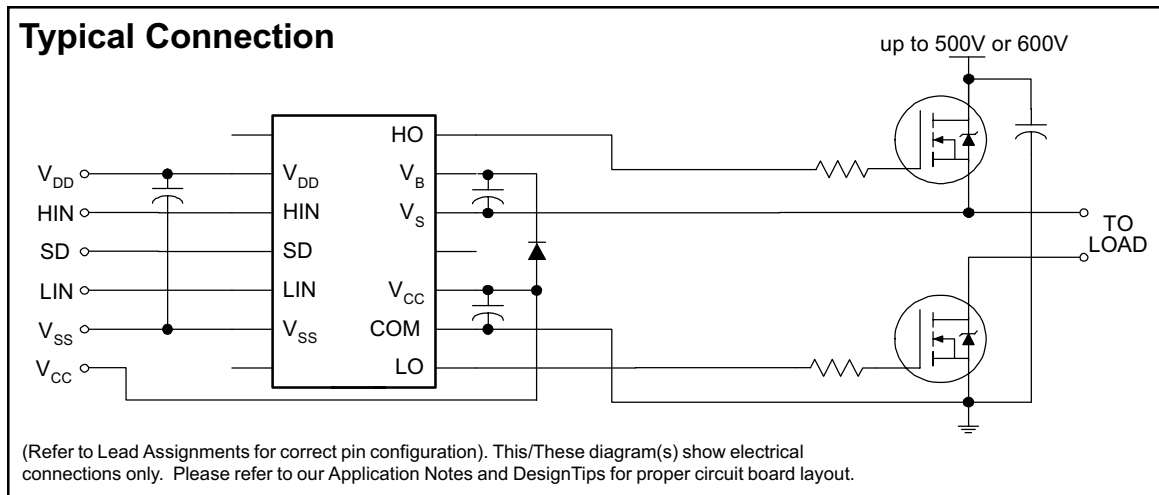 Typical Connection
up to 500V or 600V
HO
VDD
VDD
VB
HIN
HIN
VS
TO
LOAD
SD
SD
LIN
LIN
VCC
VSS
VSS
COM
VCC
LO
(Refer to Lead Assignments for correct pin configuration). This/These diagram(s) show electrical
connections only. Please refer to our Application Notes and DesignTips for proper circuit board layout.